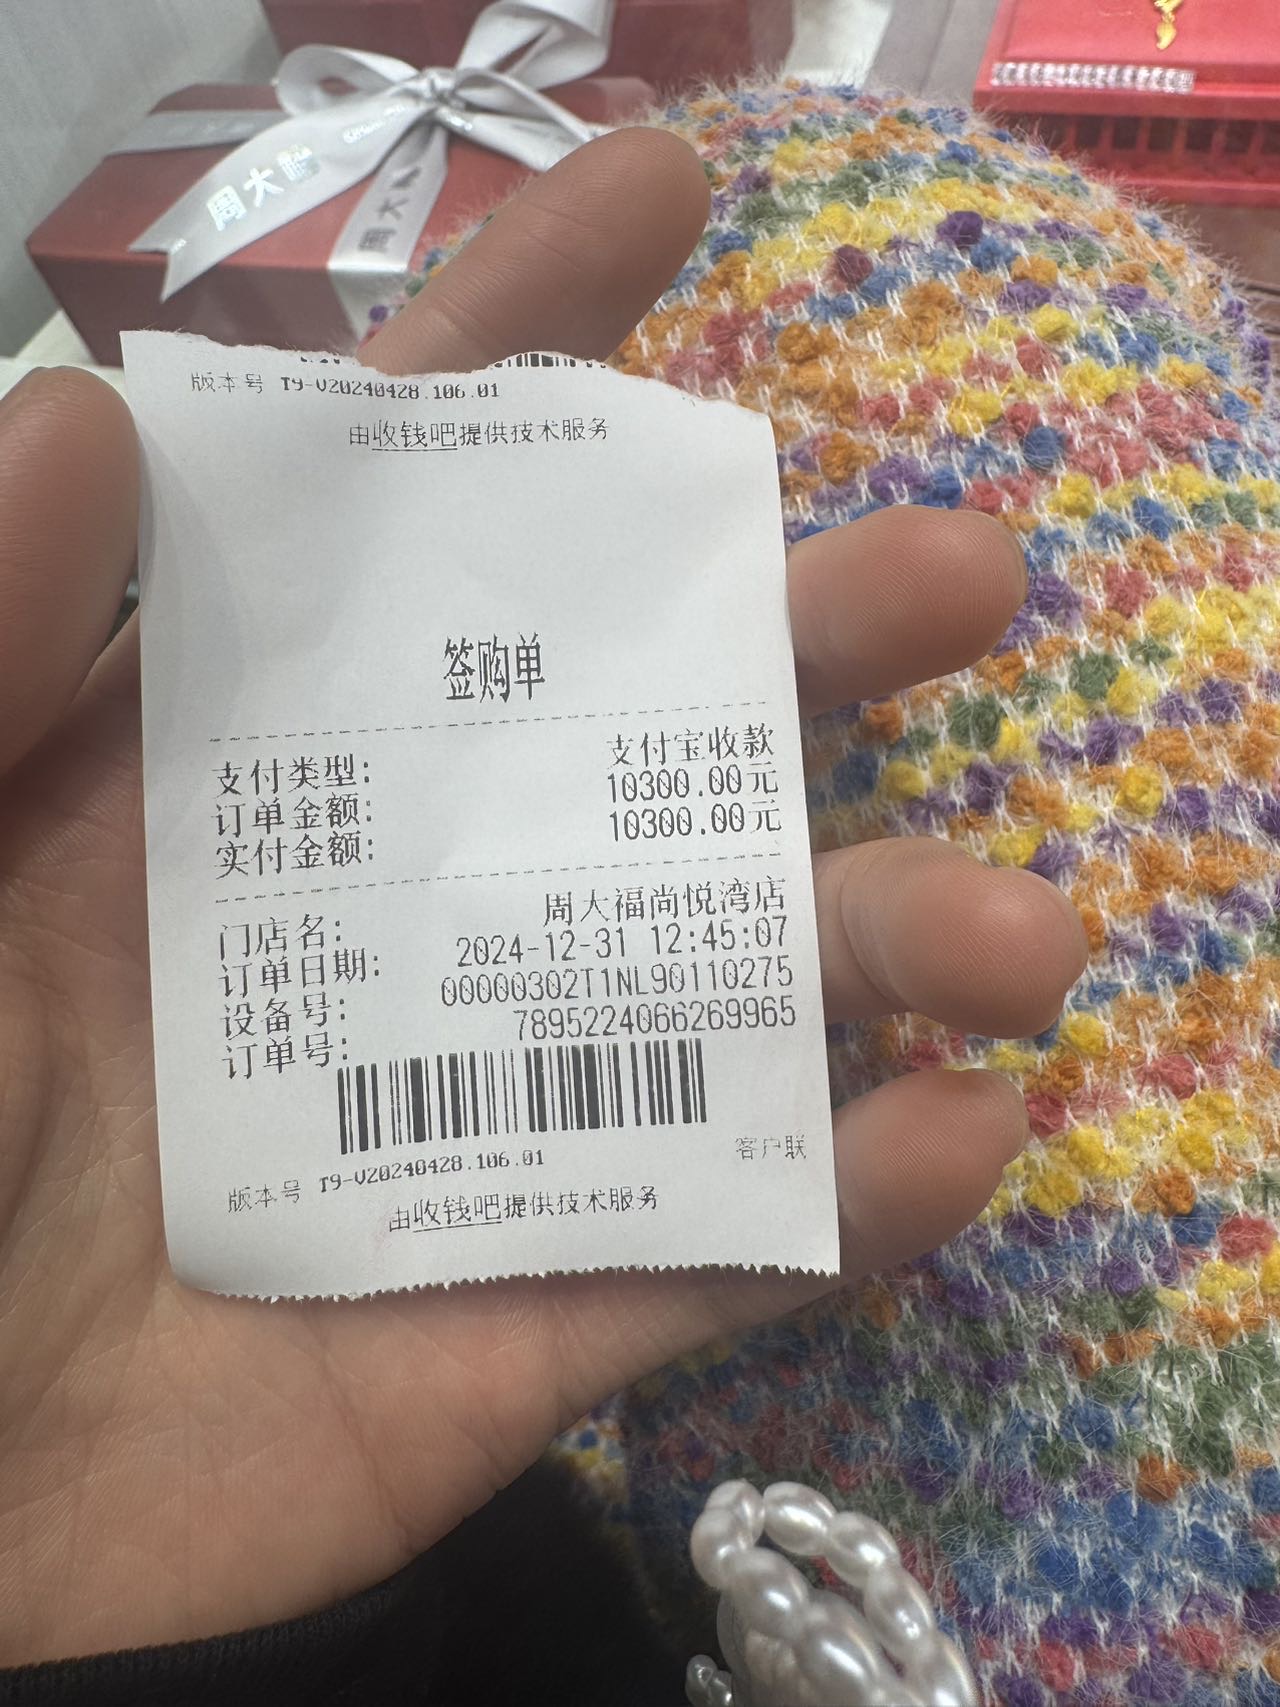 周大福
周大福
版本号 T9-V20240428.106.01
由收钱吧提供技术服务
签购单
支付类型: 支付宝收款
订单金额: 10300.00元
实付金额: 10300.00元
门店名: 周大福尚悦湾店
订单日期: 2024-12-31 12:45:07
设备号: 00000302T1NL90110275
订单号: 7895224066269965
客户联
版本号 T9-V20240428.106.01
由收钱吧提供技术服务